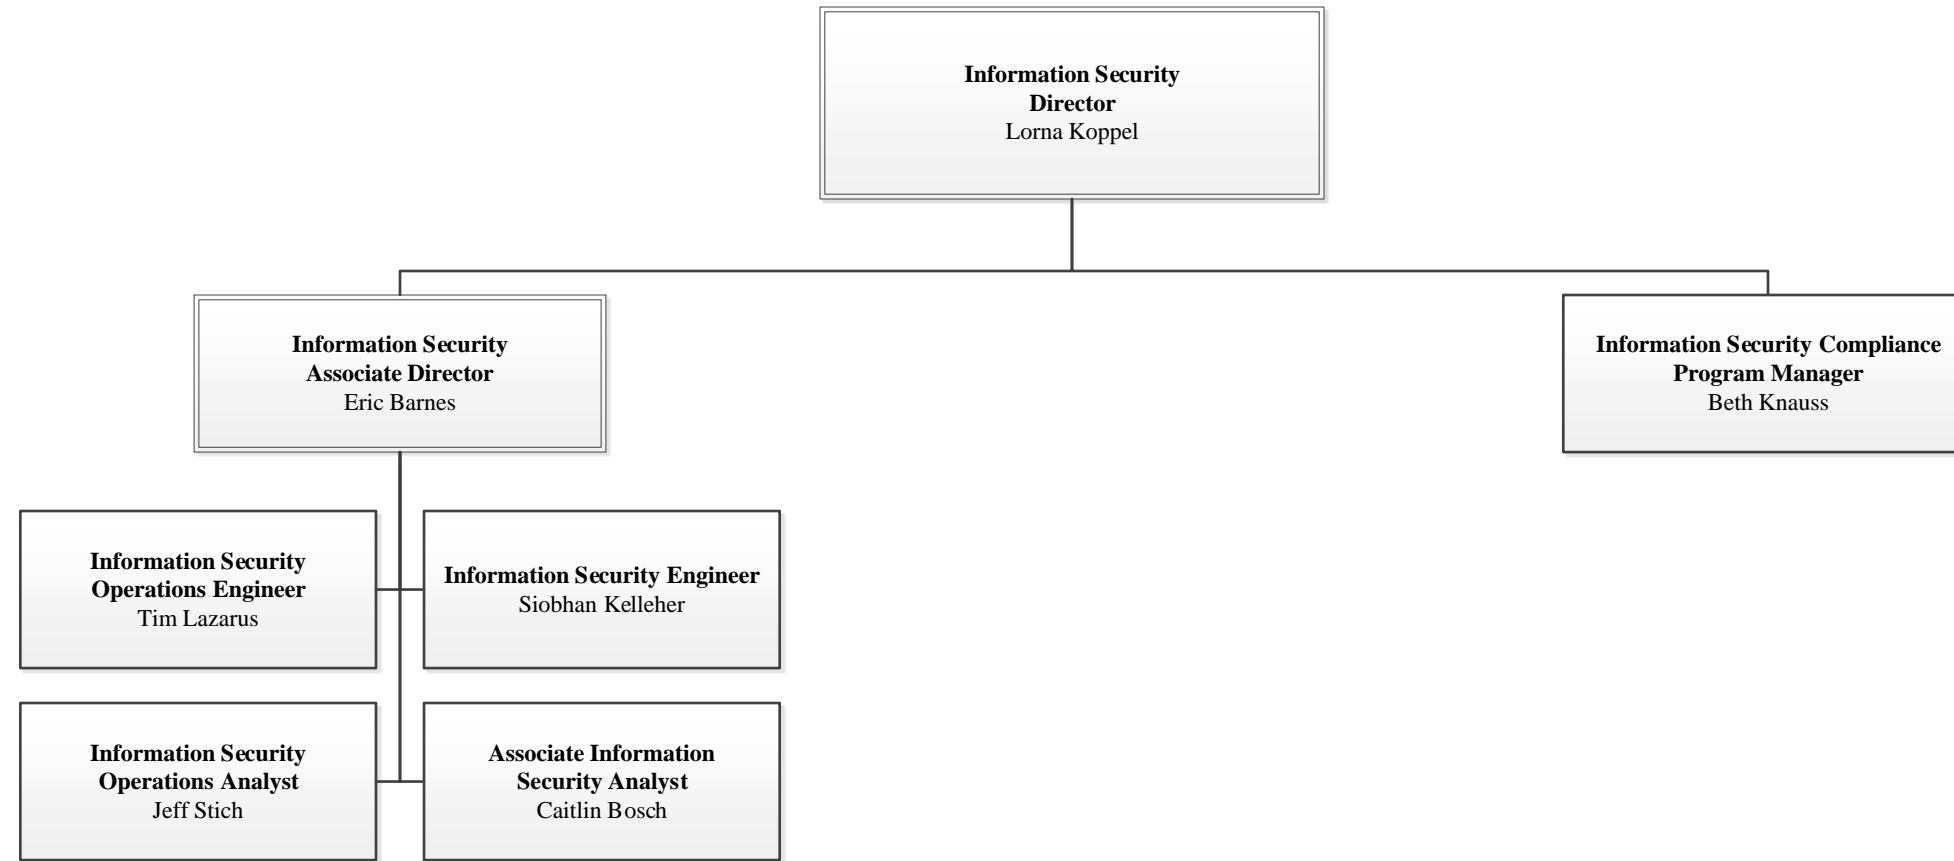 Information Security
Director
Lorna Koppel
Information Security
Associate Director
Eric Barnes
Information Security Compliance
Program Manager
Beth Knauss
Information Security
Operations Engineer
Tim Lazarus
Information Security Engineer
Siobhan Kelleher
Information Security
Operations Analyst
Jeff Stich
Associate Information
Security Analyst
Caitlin Bosch